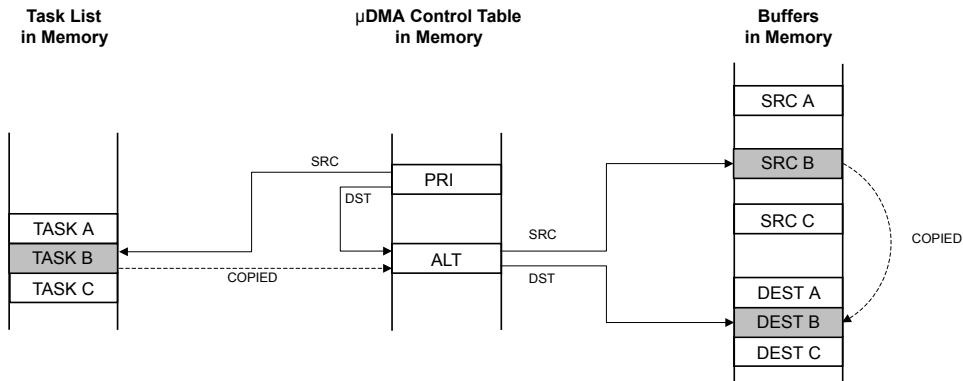 Task List
in Memory
µDMA Control Table
in Memory
Buffers
in Memory
SRC A
SRC
SRC B
PRI
DST
TASK A
SRC C
SRC
COPIED
TASK B
ALT
COPIED
DST
TASK C
DEST A
DEST B
DEST C